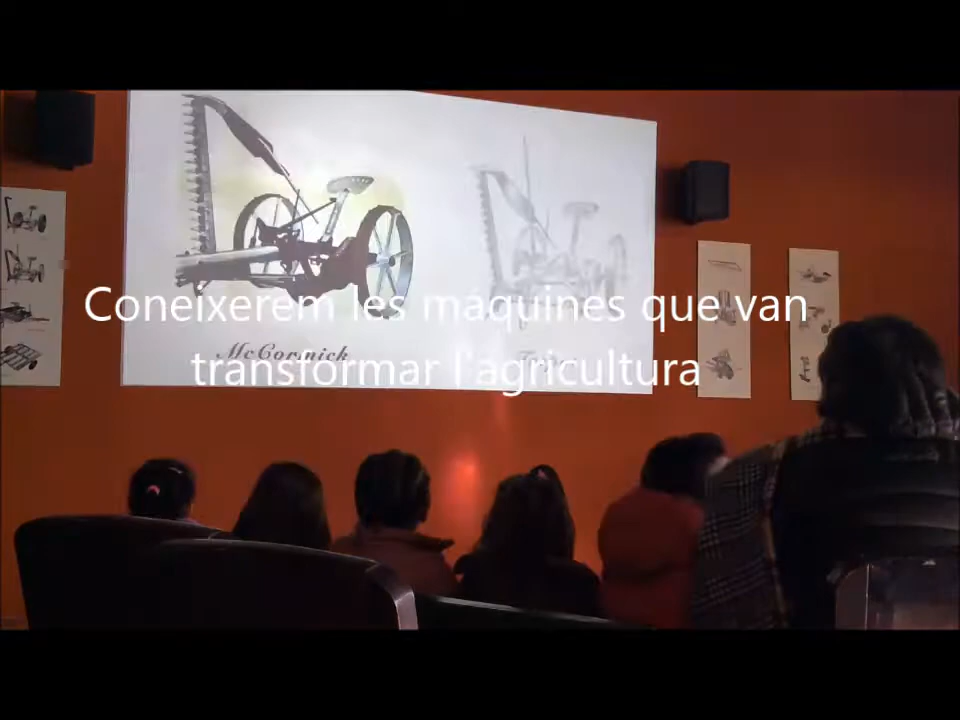 Coneixerem les màquines que van
transformar l'agricultura
McCormick